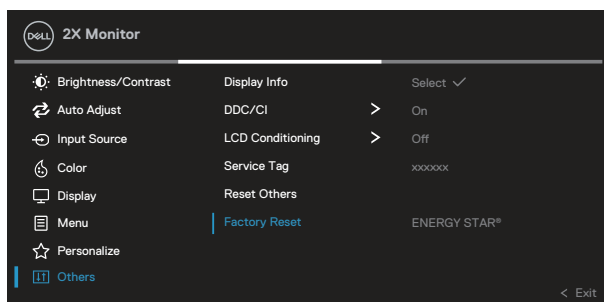 DELL 2X Monitor
Brightness/Contrast Display Info Select ✓
Auto Adjust DDC/CI > On
Input Source LCD Conditioning > Off
Color Service Tag xxxxxx
Display Reset Others
Menu Factory Reset ENERGY STAR®
Personalize
Others
< Exit